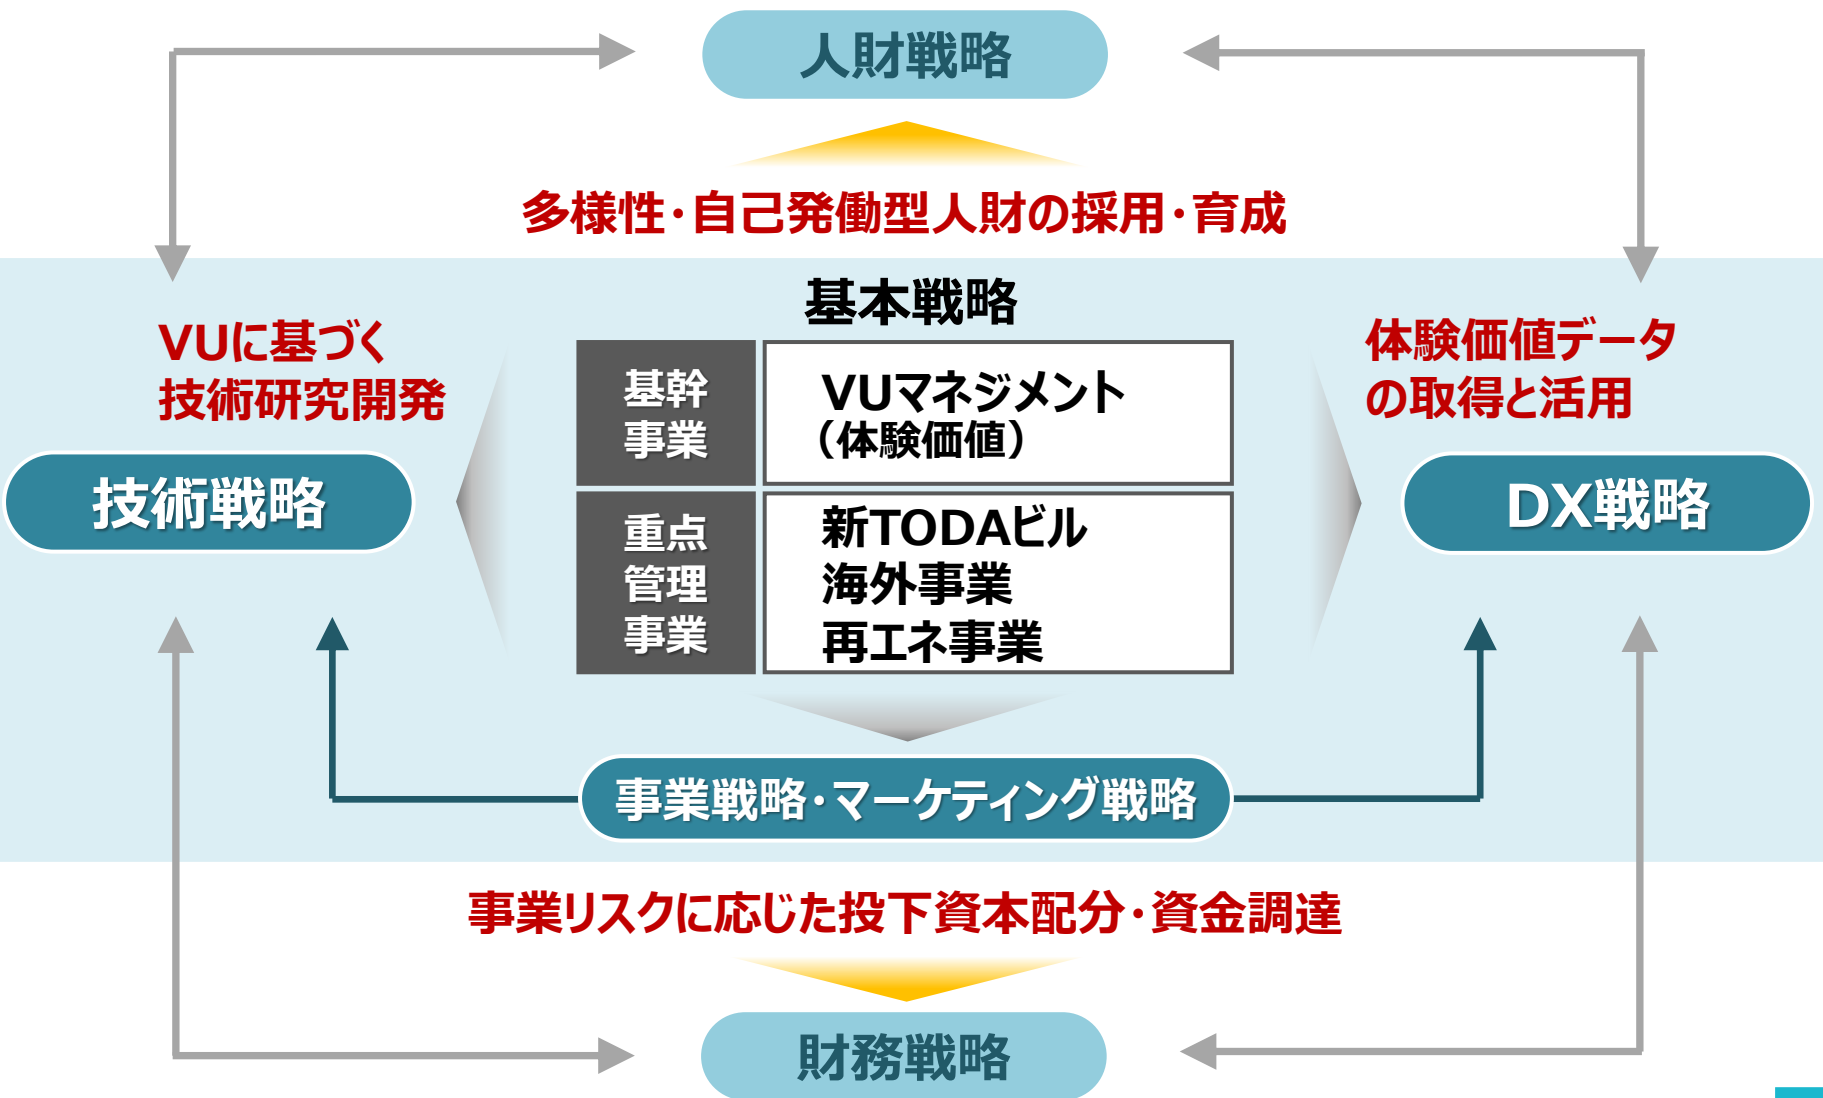 人財戦略
多様性・自己発働型人財の採用・育成
基本戦略
VUに基づく
技術研究開発
技術戦略
基幹
事業
VUマネジメント
（体験価値）
重点
管理
事業
新TODAビル
海外事業
再エネ事業
体験価値データ
の取得と活用
DX戦略
事業戦略・マーケティング戦略
事業リスクに応じた投下資本配分・資金調達
財務戦略